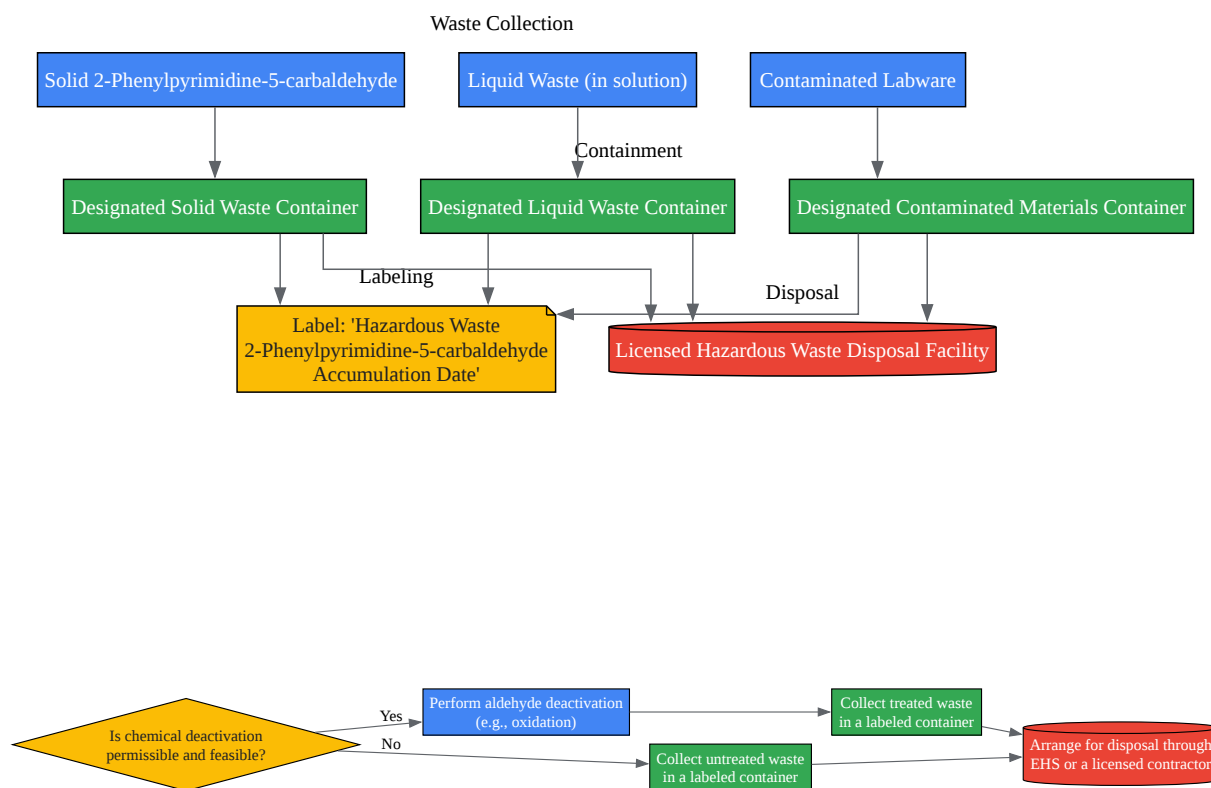 Waste Collection
Solid 2-Phenylpyrimidine-5-carbaldehyde
Liquid Waste (in solution)
Contaminated Labware
Containment
Designated Solid Waste Container
Designated Liquid Waste Container
Designated Contaminated Materials Container
Labeling
Disposal
Label: 'Hazardous Waste
2-Phenylpyrimidine-5-carbaldehyde
Accumulation Date'
Licensed Hazardous Waste Disposal Facility
Is chemical deactivation
permissible and feasible?
Yes
No
Perform aldehyde deactivation
(e.g., oxidation)
Collect untreated waste
in a labeled container
Collect treated waste
in a labeled container
Arrange for disposal through
EHS or a licensed contractor